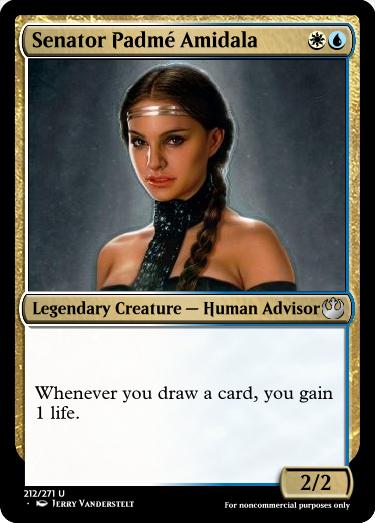 Senator Padmé Amidala
Legendary Creature — Human Advisor
Whenever you draw a card, you gain
1 life.
2/2
212/271 U
· Jerry Vanderstelt
For noncommercial purposes only